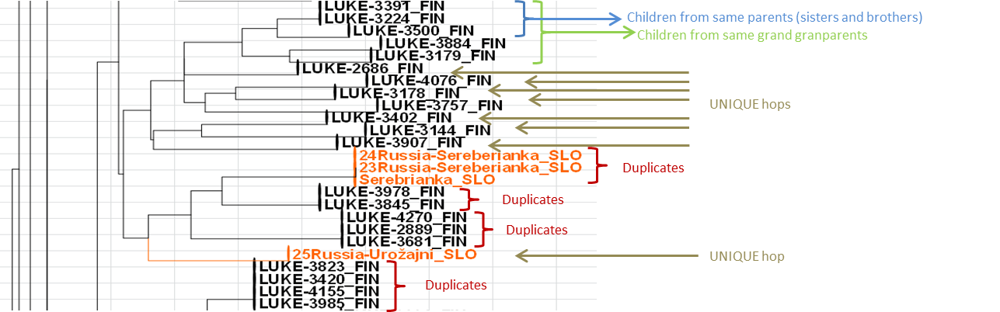 LUKE-3391_FIN
LUKE-3224_FIN
Children from same parents (sisters and brothers)
LUKE-3500_FIN
Children from same grand granparents
LUKE-3884_FIN
LUKE-3179_FIN
LUKE-2686_FIN
LUKE-4076_FIN
LUKE-3178_FIN
LUKE-3757_FIN
UNIQUE hops
LUKE-3402_FIN
LUKE-3144_FIN
LUKE-3907_FIN
24Russia-Sereberianka_SLO
23Russia-Sereberianka_SLO
Duplicates
Serebrianka_SLO
LUKE-3978_FIN
LUKE-3845_FIN
Duplicates
LUKE-4270_FIN
LUKE-2889_FIN
Duplicates
LUKE-3681_FIN
25Russia-Urožajni_SLO
UNIQUE hop
LUKE-3823_FIN
LUKE-3420_FIN
Duplicates
LUKE-4155_FIN
LUKE-3985_FIN